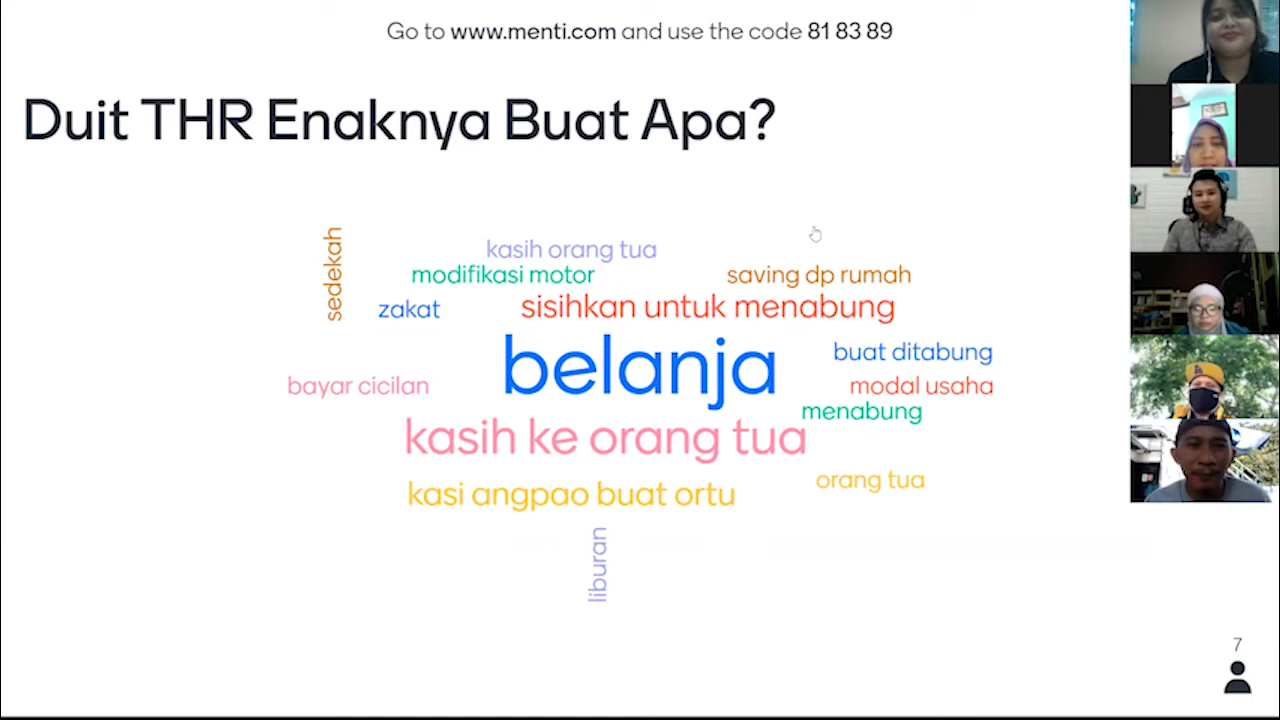 Go to www.menti.com and use the code 81 83 89
Duit THR Enaknya Buat Apa?
sedekah
kasih orang tua
modifikasi motor
saving dp rumah
zakat
sisihkan untuk menabung
belanja
buat ditabung
bayar cicilan
modal usaha
menabung
kasih ke orang tua
orang tua
kasi angpao buat ortu
liburan
7